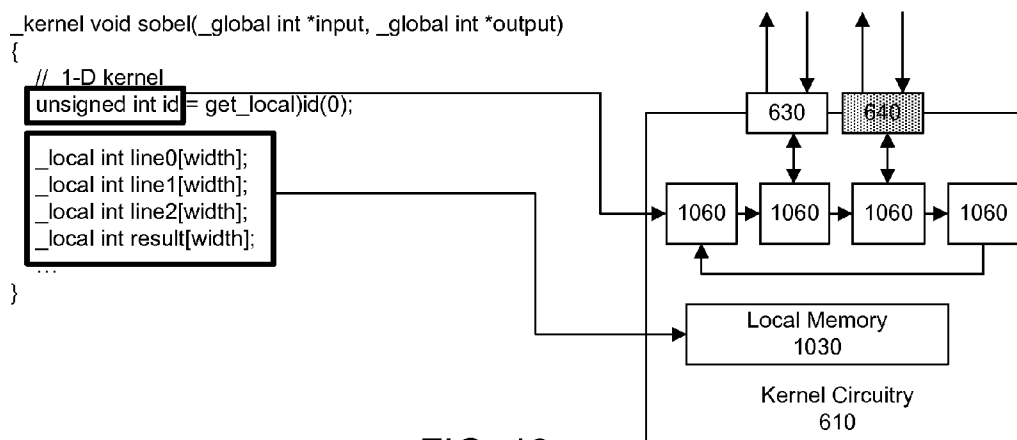 _kernel void sobel(_global int *input, _global int *output)
{
// 1-D kernel
unsigned int id = get_local)id(0);
_local int line0[width];
_local int line1[width];
_local int line2[width];
_local int result[width];
...
}
630
640
1060
1060
1060
1060
Local Memory
1030
Kernel Circuitry
610